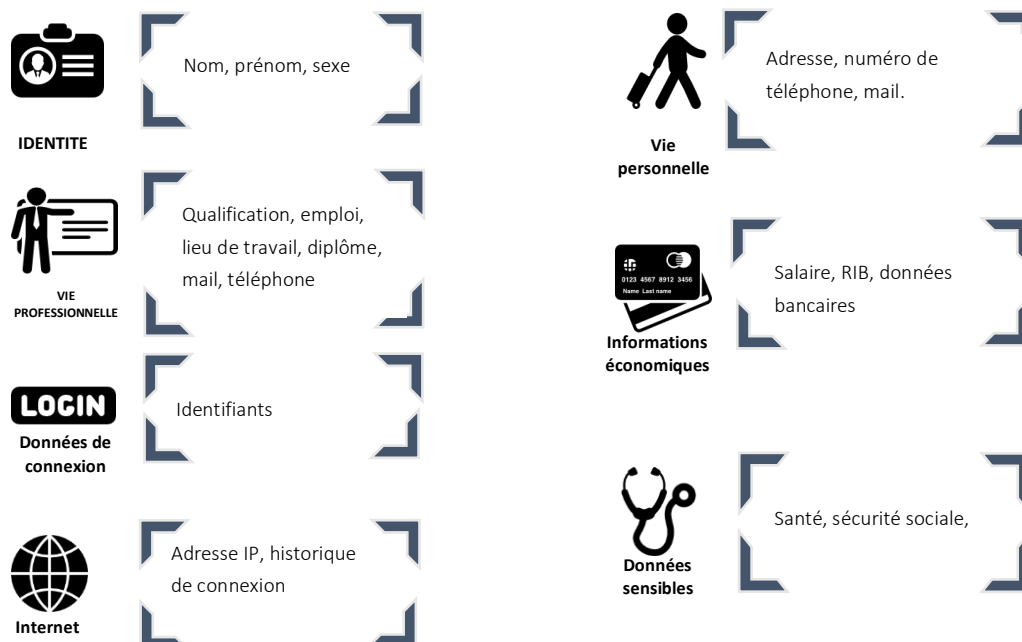 Nom, prénom, sexe
IDENTITE
Qualification, emploi,
lieu de travail, diplôme,
mail, téléphone
VIE
PROFESSIONNELLE
LOGIN
Identifiants
Données de
connexion
Adresse IP, historique
de connexion
Internet
Adresse, numéro de
téléphone, mail.
Vie
personnelle
0123 4567 8912 3456
Name Last name
Salaire, RIB, données
bancaires
Informations
économiques
Santé, sécurité sociale,
Données
sensibles